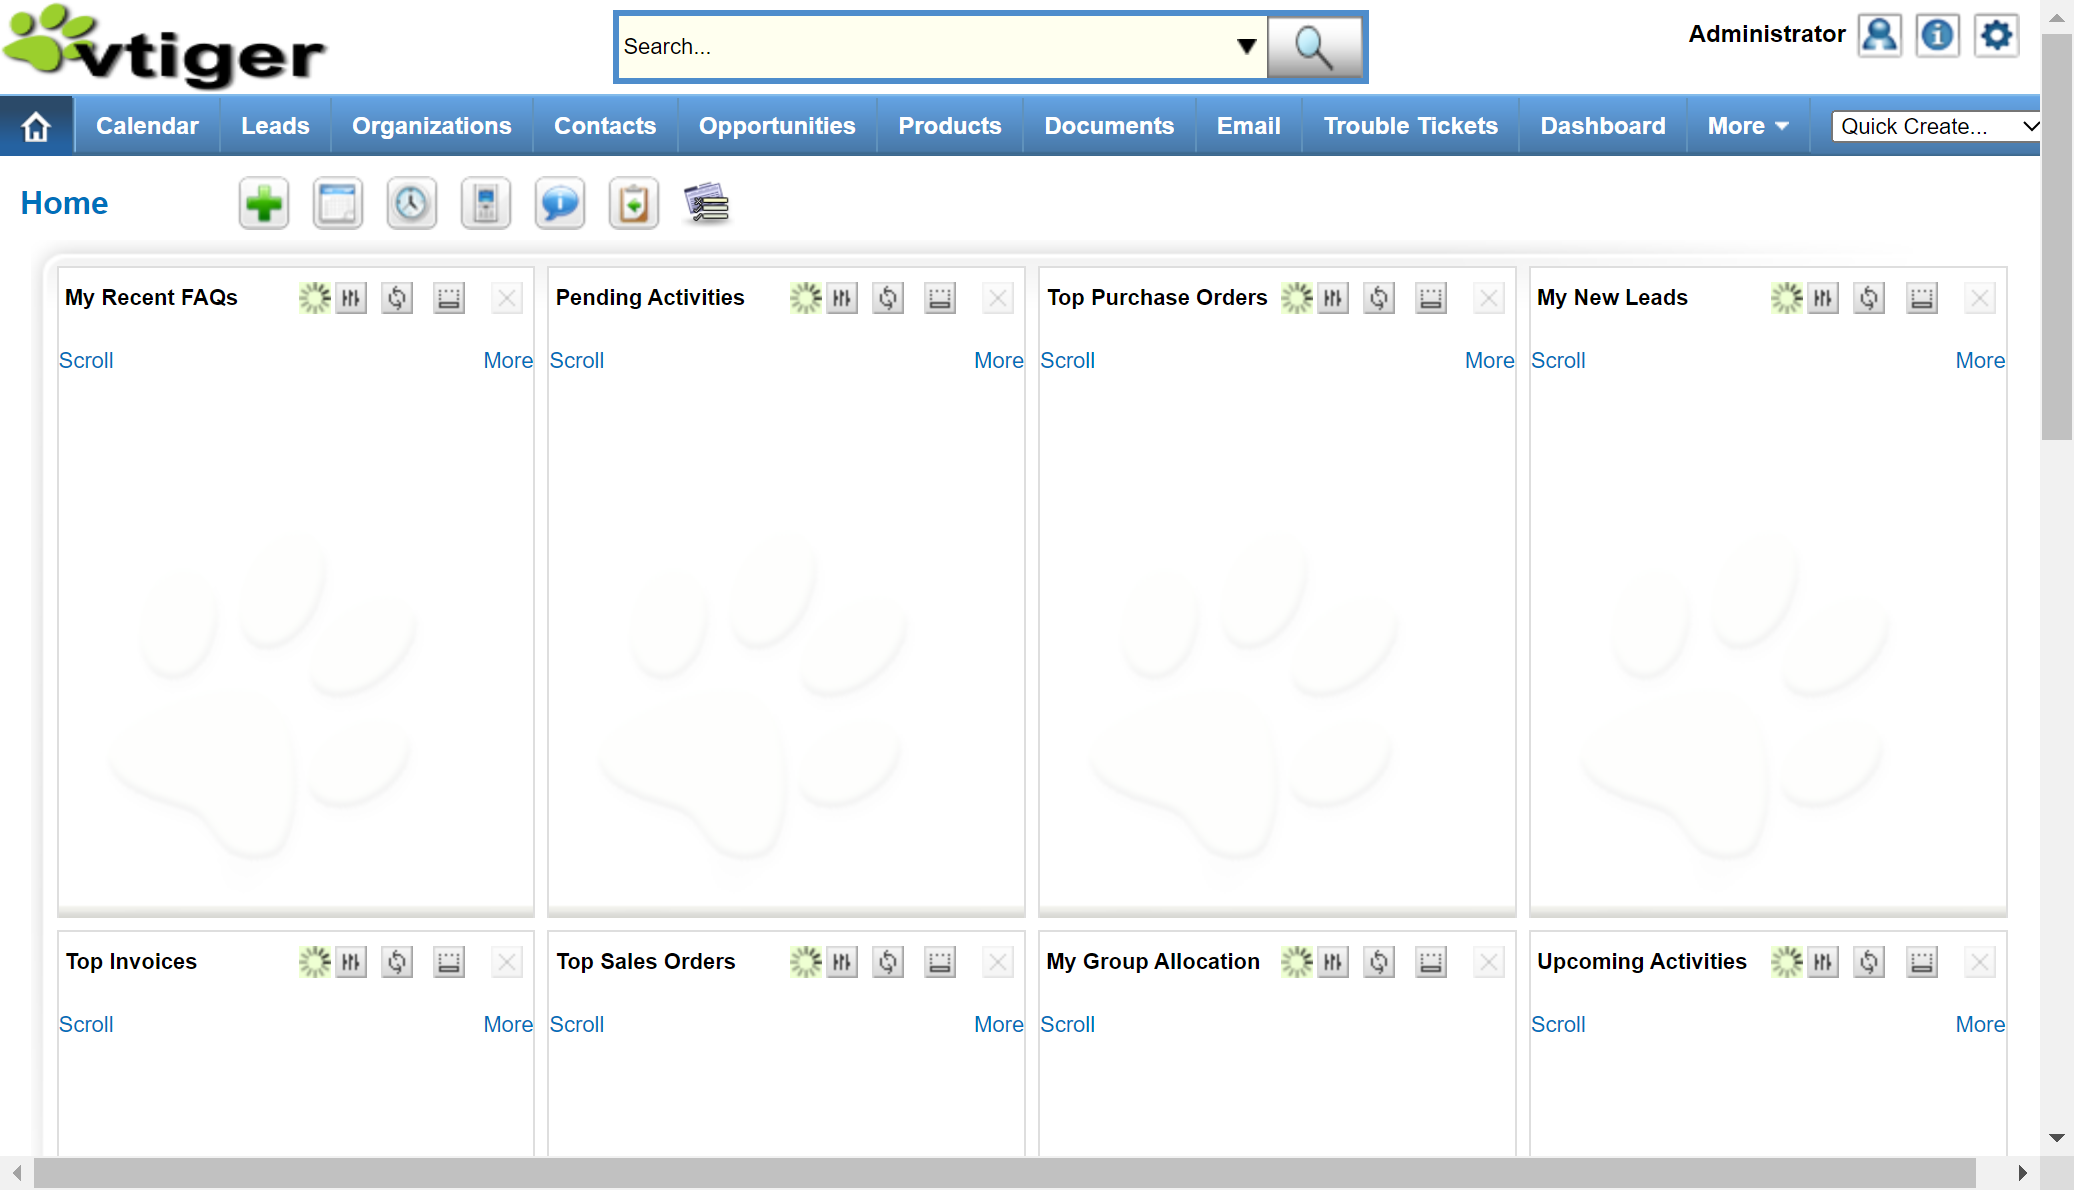 vtiger
Search...
Administrator
Calendar Leads Organizations Contacts Opportunities Products Documents Email Trouble Tickets Dashboard More Quick Create...
Home
My Recent FAQs Pending Activities Top Purchase Orders My New Leads
Scroll More Scroll More Scroll More Scroll More
Top Invoices Top Sales Orders My Group Allocation Upcoming Activities
Scroll More Scroll More Scroll Scroll More